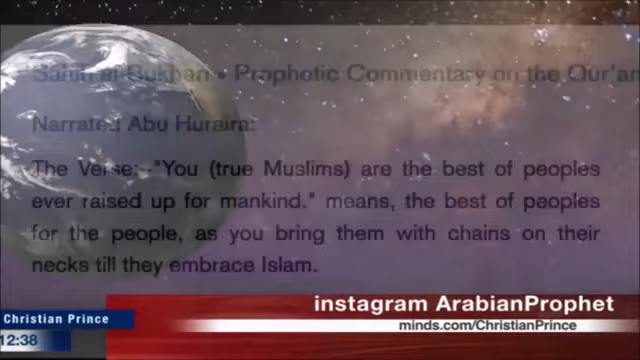 Sahih al-Bukhari • Prophetic Commentary on the Qur'an
Narrated Abu Huraira:
The Verse:--"You (true Muslims) are the best of peoples
ever raised up for mankind." means, the best of peoples
for the people, as you bring them with chains on their
necks till they embrace Islam.
instagram ArabianProphet
Christian Prince
minds.com/ChristianPrince
12:38